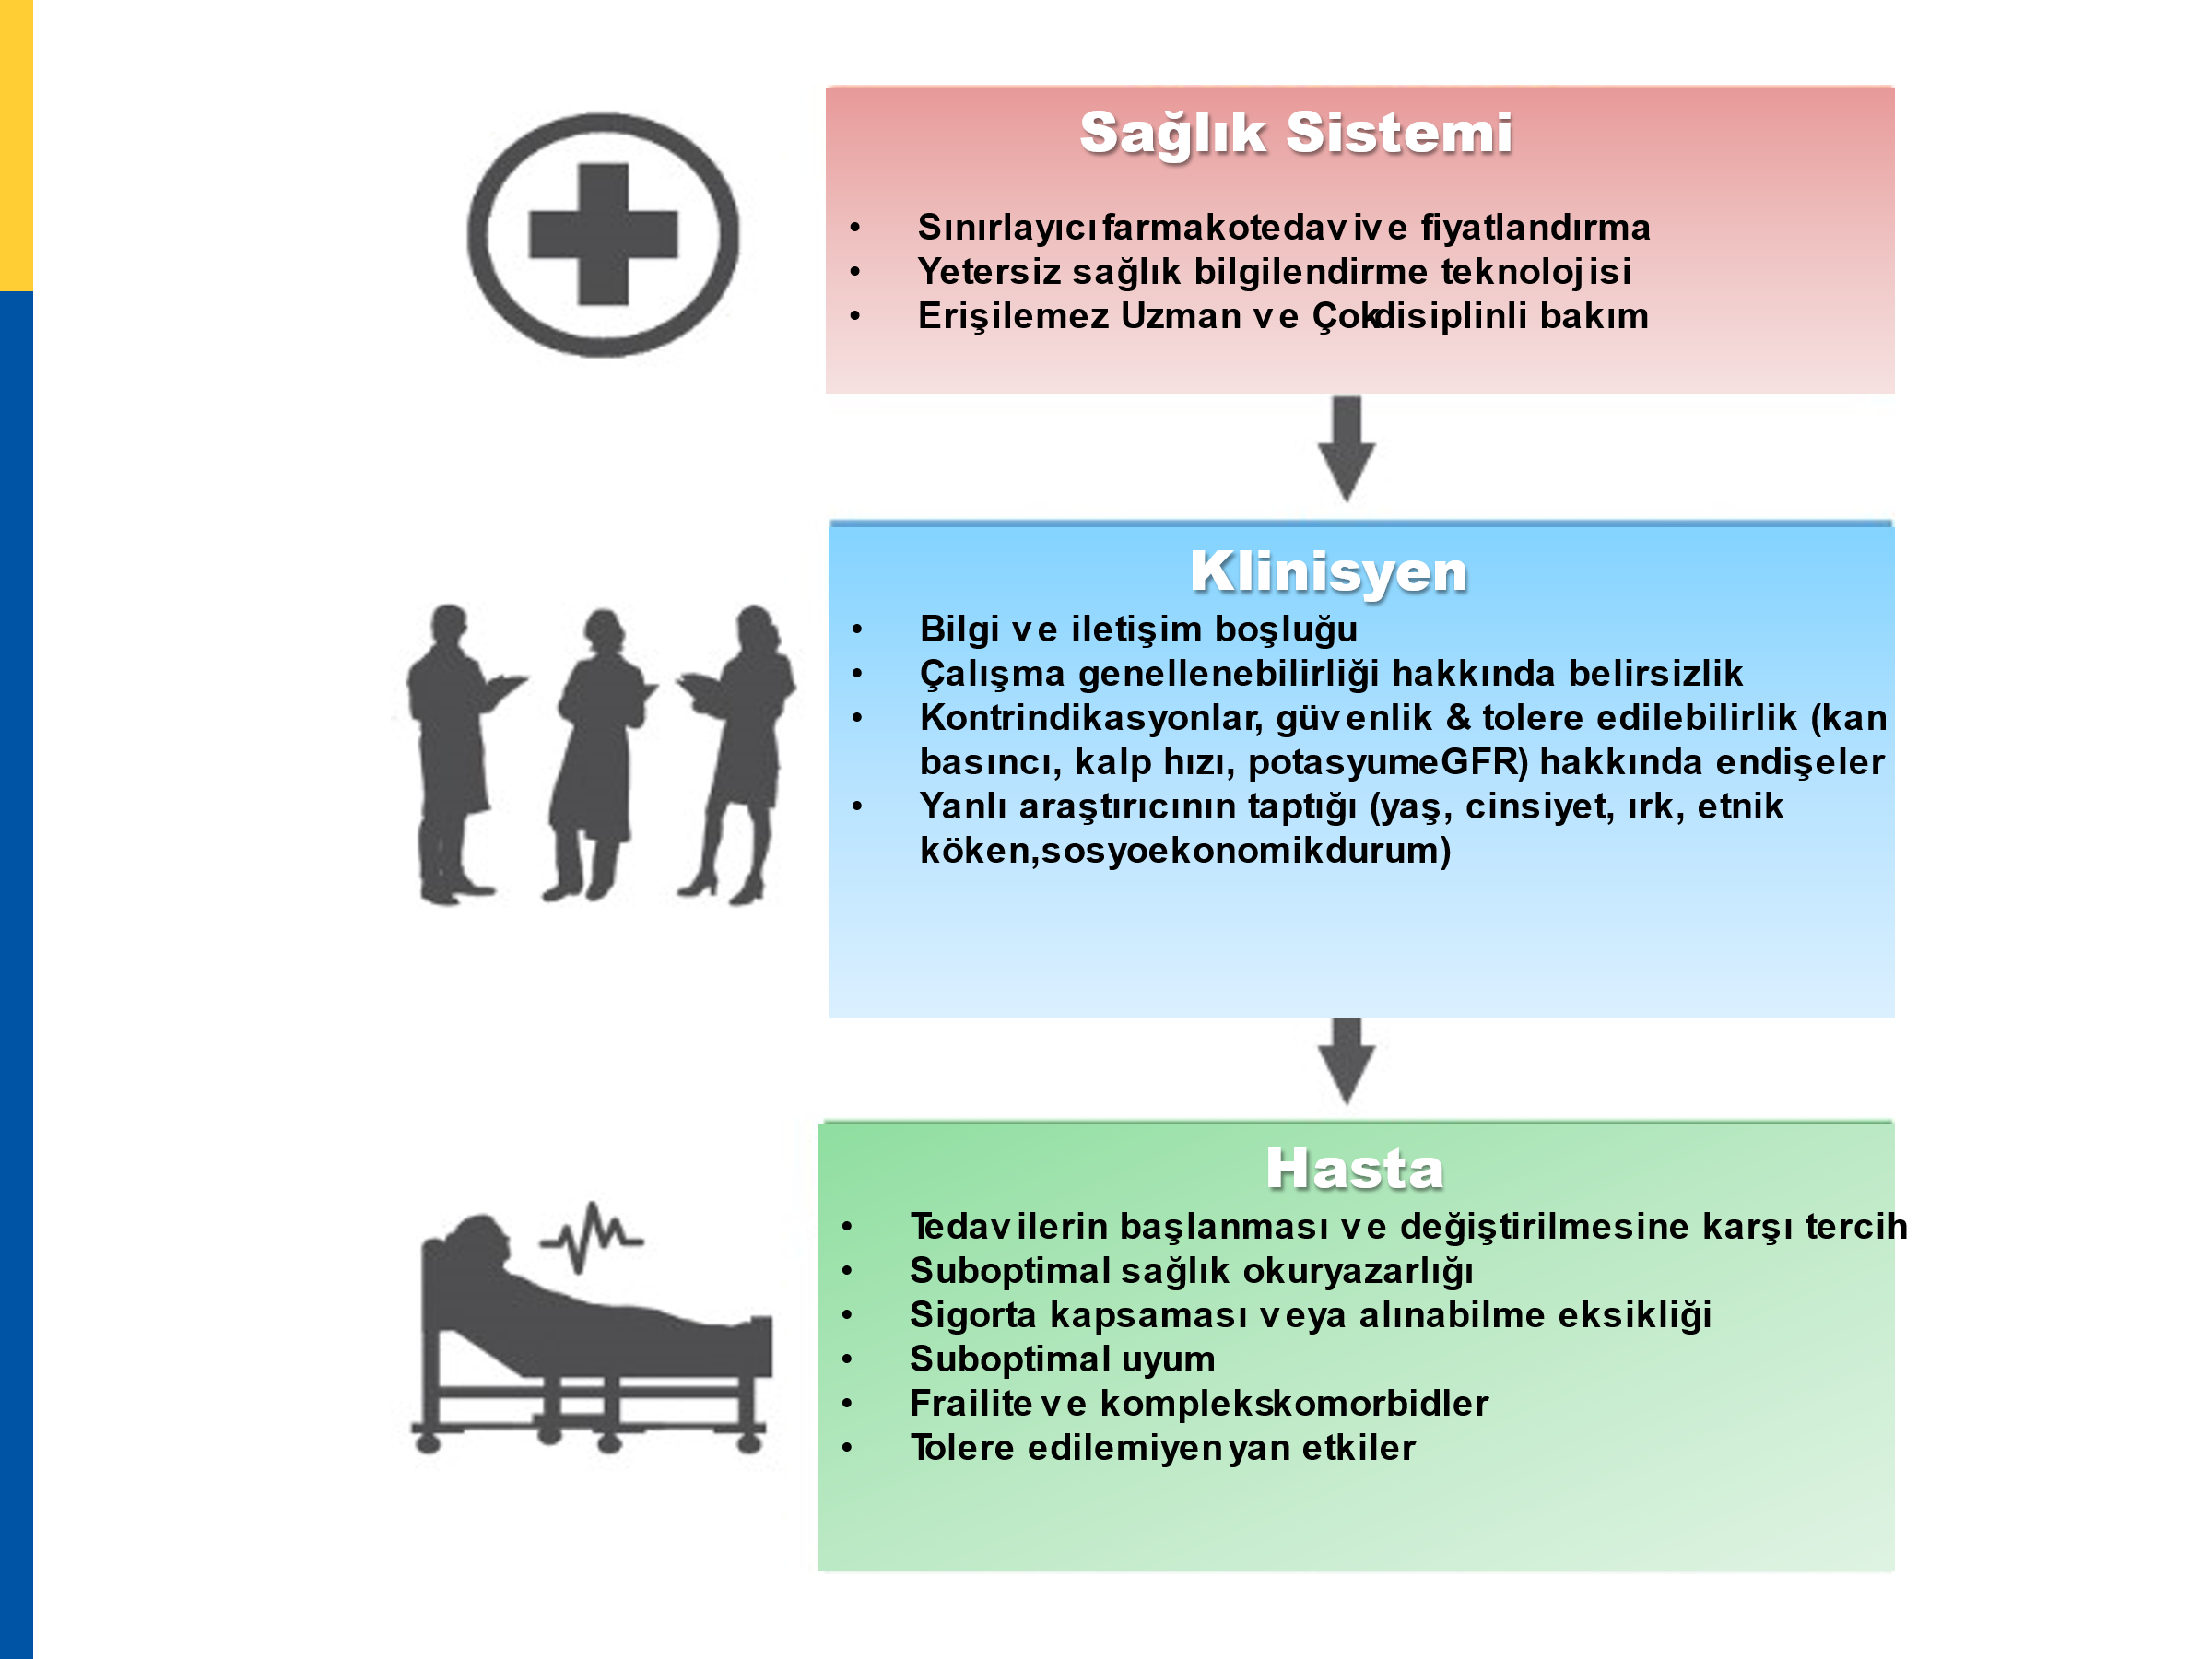 Sağlık Sistemi
• Sınırlayıcı farmakotedavi ve fiyatlandırma
• Yetersiz sağlık bilgilendirme teknolojisi
• Erişilemez Uzman ve Çokdisiplinli bakım
Klinisyen
• Bilgi ve iletişim boşluğu
• Çalışma genellenebilirliği hakkında belirsizlik
• Kontrindikasyonlar, güvenlik & tolere edilebilirlik (kan
basıncı, kalp hızı, potasyumeGFR) hakkında endişeler
• Yanlı araştırıcının taptığı (yaş, cinsiyet, ırk, etnik
köken,sosyoekonomikdurum)
Hasta
• Tedavilerin başlanması ve değiştirilmesine karşı tercih
• Suboptimal sağlık okuryazarlığı
• Sigorta kapsaması veya alınabilme eksikliği
• Suboptimal uyum
• Frailite ve komplekskomorbidler
• Tolere edilemiyen yan etkiler